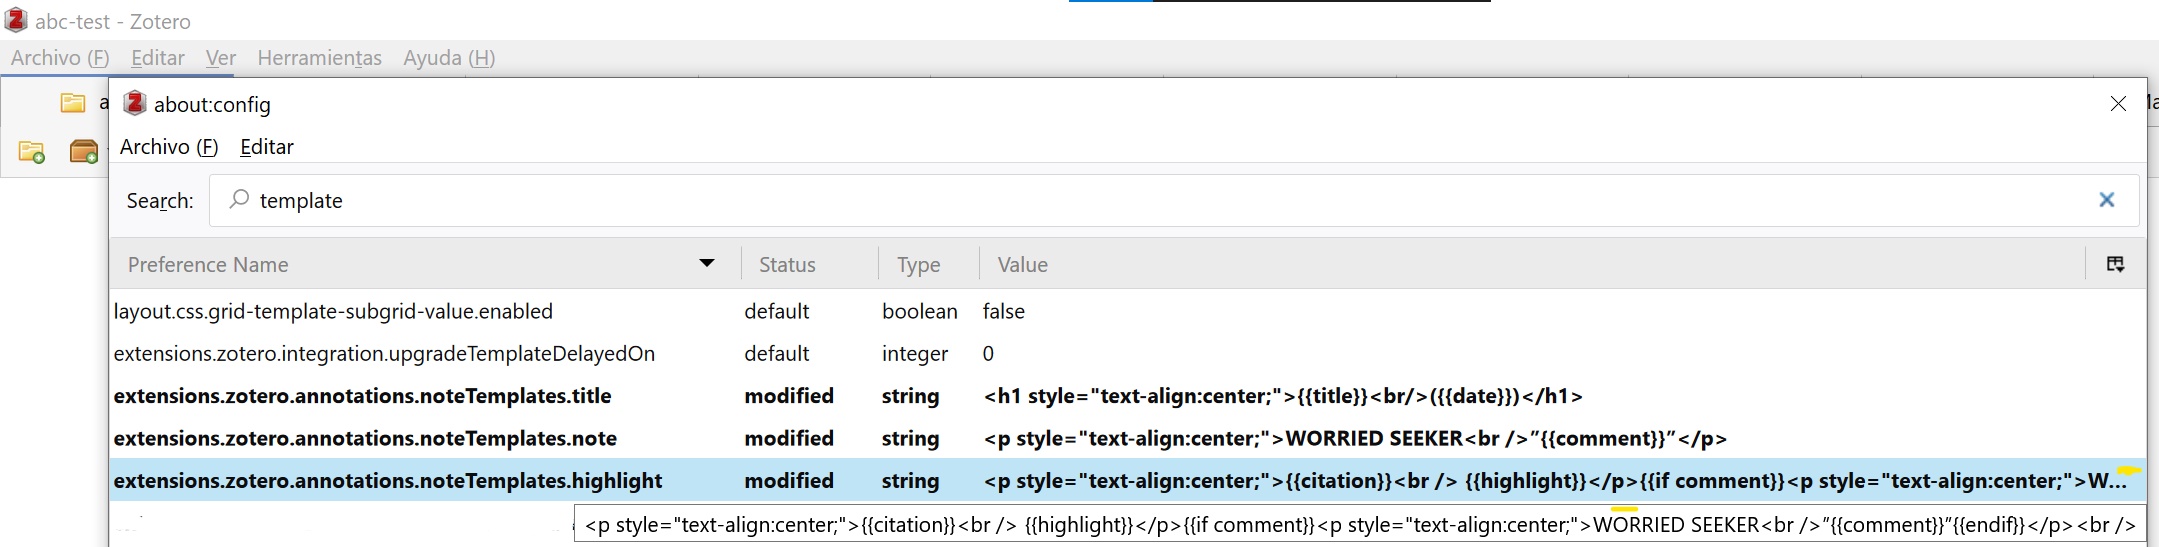 abc-test - Zotero
Archivo (F) Editar Ver Herramientas Ayuda (H)
about:config
Archivo (F) Editar
Search: template
Preference Name Status Type Value
layout.css.grid-template-subgrid-value.enabled default boolean false
extensions.zotero.integration.upgradeTemplateDelayedOn default integer 0
extensions.zotero.annotations.noteTemplates.title modified string <h1 style="text-align:center;">{{title}}<br/>({{date}})</h1>
extensions.zotero.annotations.noteTemplates.note modified string <p style="text-align:center;">WORRIED SEEKER<br />”{{comment}}”</p>
extensions.zotero.annotations.noteTemplates.highlight modified string <p style="text-align:center;">{{citation}}<br /> {{highlight}}</p>{{if comment}}<p style="text-align:center;">W...
<p style="text-align:center;">{{citation}}<br /> {{highlight}}</p>{{if comment}}<p style="text-align:center;">WORRIED SEEKER<br />”{{comment}}”{{endif}}</p><br />